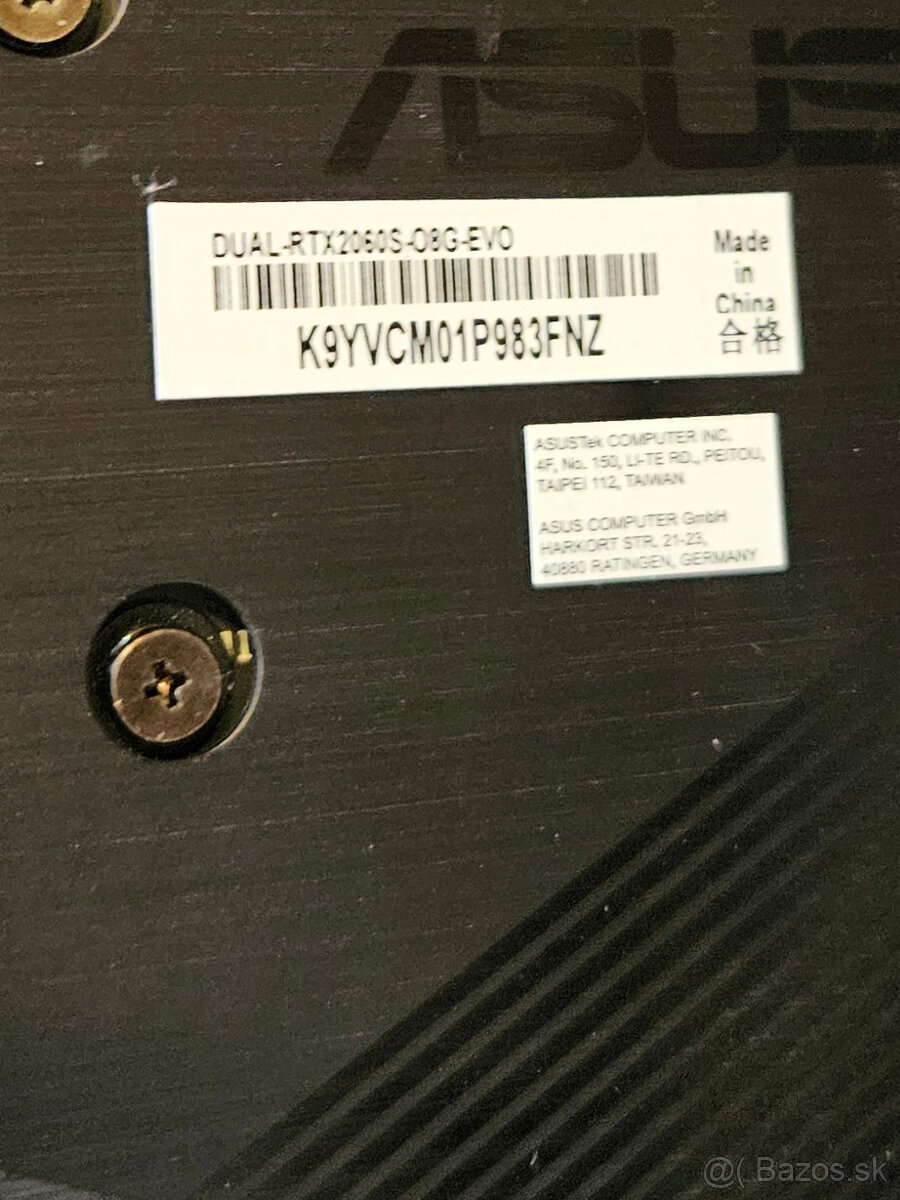 ASUS
DUAL-RTX2060S-O8G-EVO
K9YVCM01P983FNZ
Made
in
China
合格
ASUSTek COMPUTER INC.
4F, No. 150, LI-TE RD., PEITOU,
TAIPEI 112, TAIWAN
ASUS COMPUTER GmbH
HARKORT STR. 21-23,
40880 RATINGEN, GERMANY
@( Bazos.sk